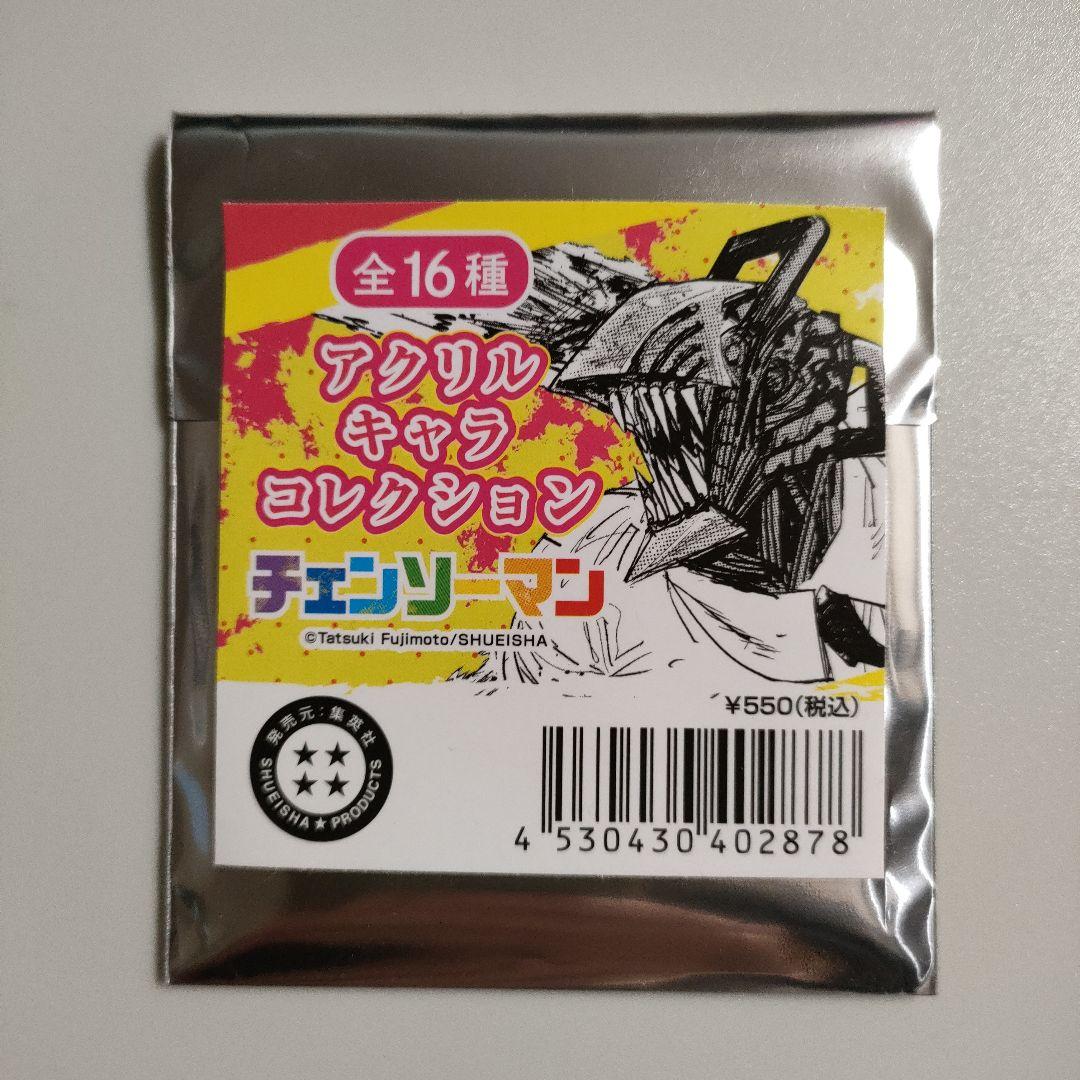 全16種
アクリル
キャラ
コレクション
チェンソーマン
©Tatsuki Fujimoto/SHUEISHA
¥550(税込)
発売元:集英社
SHUEISHA★PRODUCTS
4 530430 402878